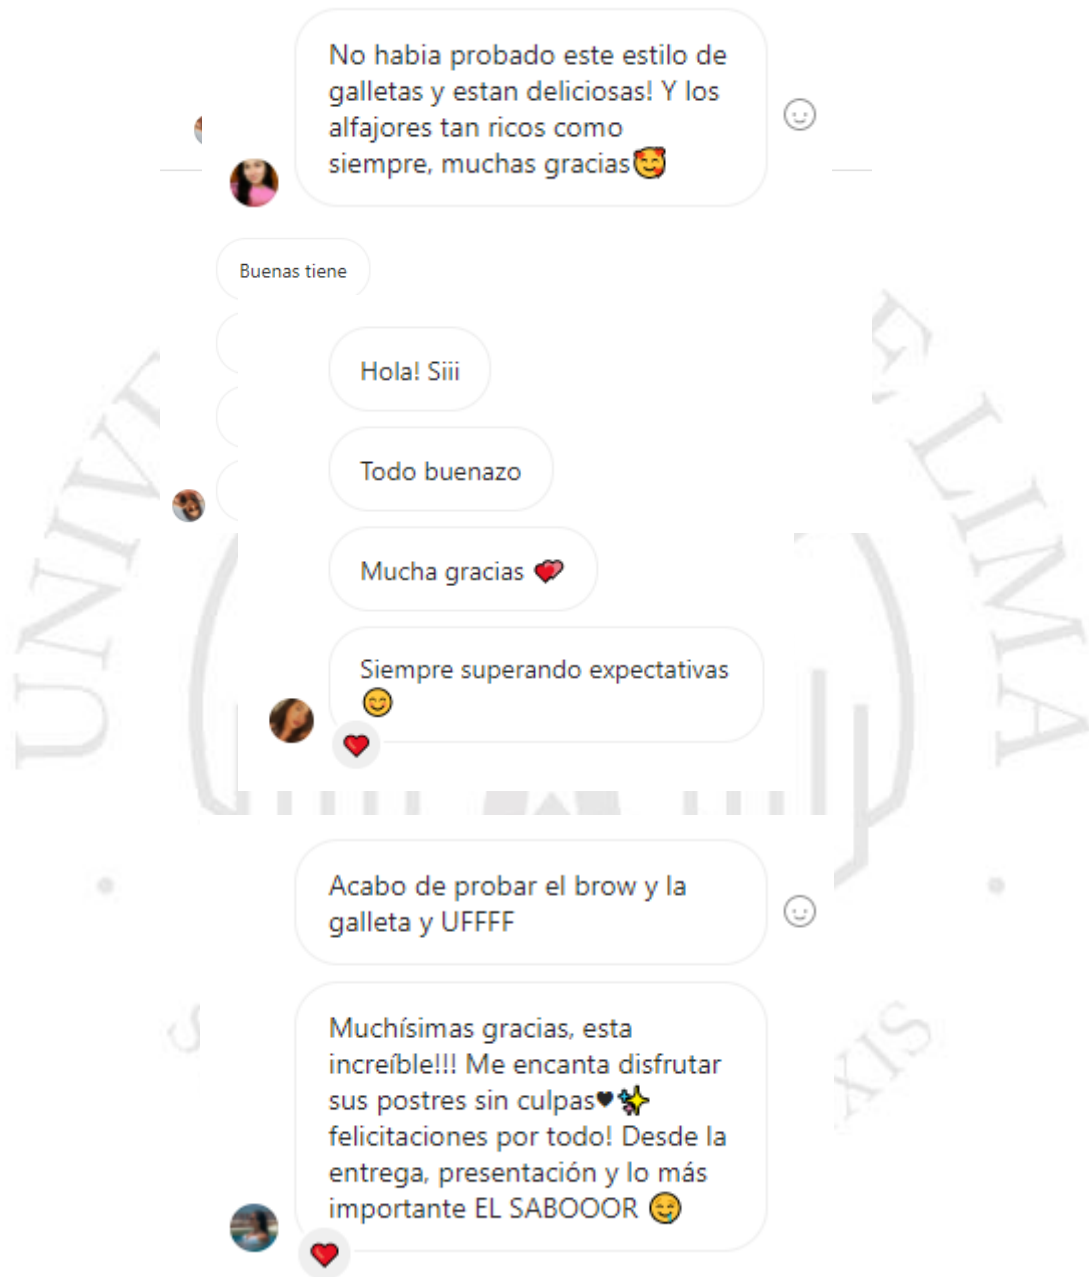 No habia probado este estilo de
galletas y estan deliciosas! Y los
alfajores tan ricos como
siempre, muchas gracias🥰
Buenas tiene
Hola! Siii
Todo buenazo
Mucha gracias 💕
Siempre superando expectativas
😊
Acabo de probar el brow y la
galleta y UFFFF
Muchísimas gracias, esta
increíble!!! Me encanta disfrutar
sus postres sin culpas🖤✨
felicitaciones por todo! Desde la
entrega, presentación y lo más
importante EL SABOOOR 🤤
UNIVE
E LIMA
S
XIS